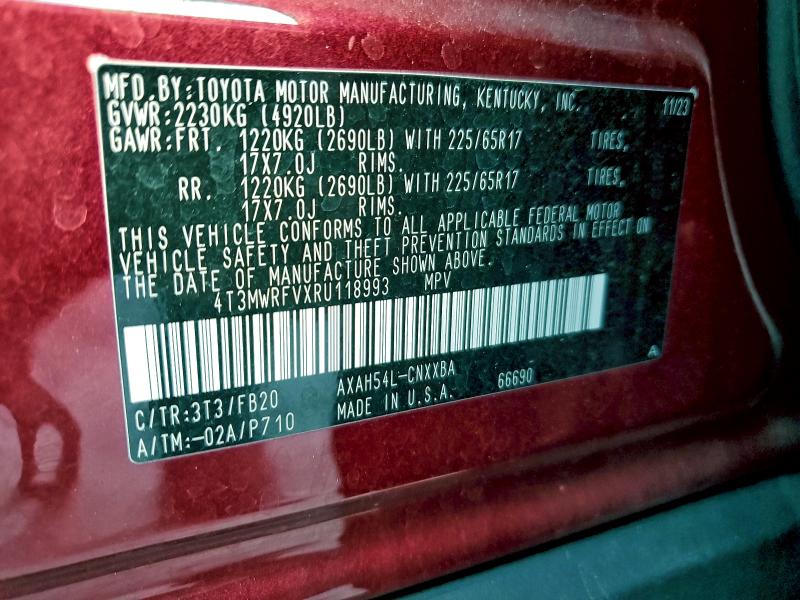 MFD. BY: TOYOTA MOTOR MANUFACTURING, KENTUCKY, INC. 11/23
GVWR: 2230KG (4920LB)
GAWR: FRT. 1220KG (2690LB) WITH 225/65R17 TIRES,
17X7.0J RIMS.
RR. 1220KG (2690LB) WITH 225/65R17 TIRES,
17X7.0J RIMS.
THIS VEHICLE CONFORMS TO ALL APPLICABLE FEDERAL MOTOR
VEHICLE SAFETY AND THEFT PREVENTION STANDARDS IN EFFECT ON
THE DATE OF MANUFACTURE SHOWN ABOVE.
4T3MWRFVXRU118993 MPV
A
C/TR:3T3/FB20 AXAH54L-CNXXBA 66690
A/TM:-02A/P710 MADE IN U.S.A.